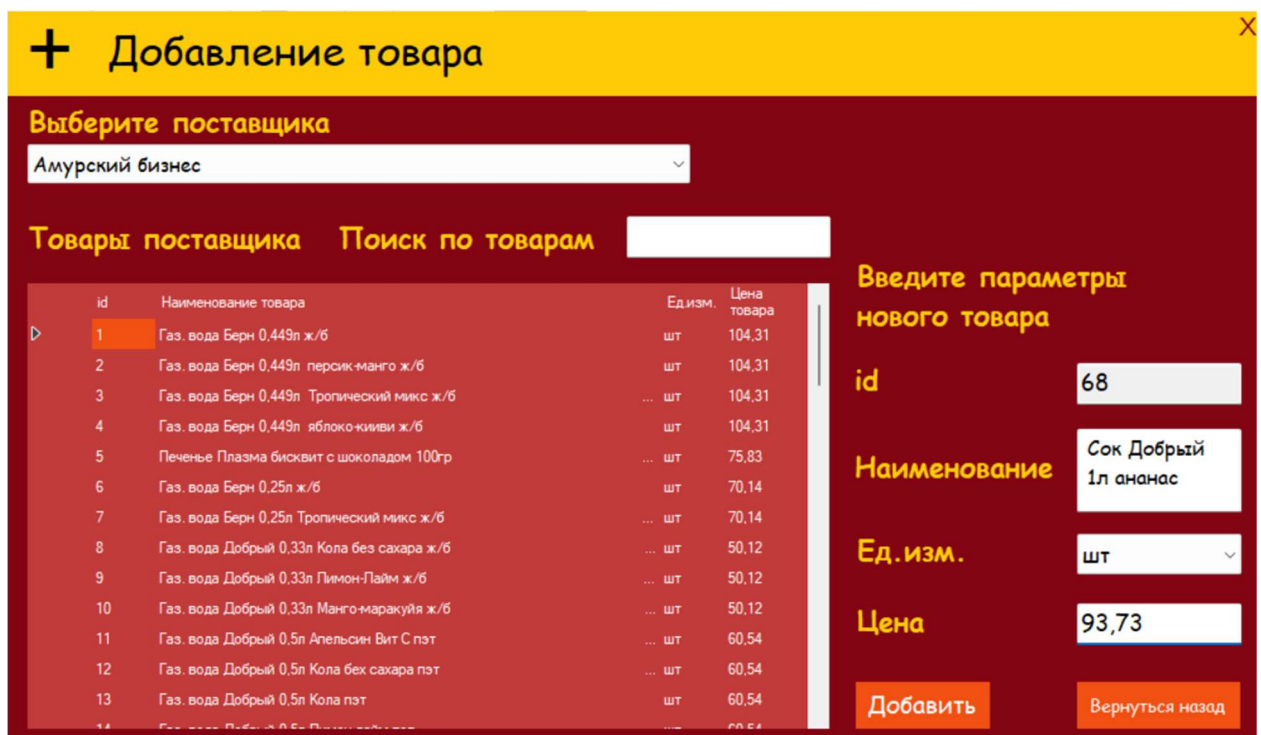 + Добавление товара
X
Выберите поставщика
Амурский бизнес
Товары поставщика Поиск по товарам
id Наименование товара Ед.изм. Цена товара
1 Газ. вода Берн 0,449л ж/б шт 104,31
2 Газ. вода Берн 0,449л персик-манго ж/б шт 104,31
3 Газ. вода Берн 0,449л Тропический микс ж/б ... шт 104,31
4 Газ. вода Берн 0,449л яблоко-кииви ж/б шт 104,31
5 Печенье Плазма бисквит с шоколадом 100гр ... шт 75,83
6 Газ. вода Берн 0,25л ж/б шт 70,14
7 Газ. вода Берн 0,25л Тропический микс ж/б ... шт 70,14
8 Газ. вода Добрый 0,33л Кола без сахара ж/б ... шт 50,12
9 Газ. вода Добрый 0,33л Лимон-Лайм ж/б ... шт 50,12
10 Газ. вода Добрый 0,33л Манго-маракуйя ж/б ... шт 50,12
11 Газ. вода Добрый 0,5л Апельсин Вит С пэт ... шт 60,54
12 Газ. вода Добрый 0,5л Кола бех сахара пэт ... шт 60,54
13 Газ. вода Добрый 0,5л Кола пэт шт 60,54
Введите параметры
нового товара
id 68
Наименование Сок Добрый
1л ананас
Ед.изм. шт
Цена 93,73
Добавить Вернуться назад